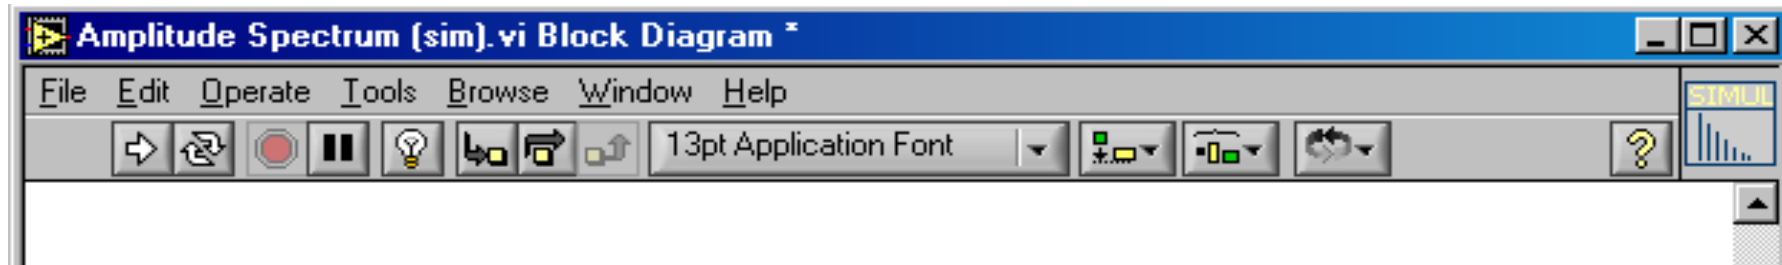 Amplitude Spectrum (sim).vi Block Diagram *
File Edit Operate Tools Browse Window Help
SIMUL
13pt Application Font
?